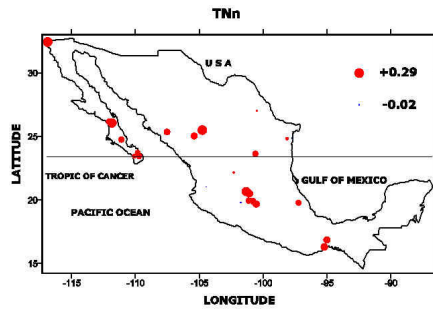 TNn
30
25
20
15
LATITUDE
U S A
+0.29
-0.02
TROPIC OF CANCER
GULF OF MEXICO
PACIFIC OCEAN
-115
-110
-105
-100
-95
-90
LONGITUDE